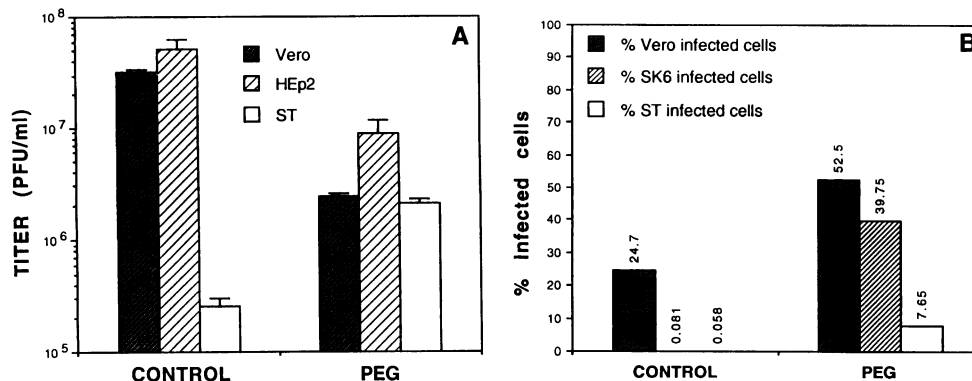 A
TITER (PFU/ml)
10⁸
10⁷
10⁶
10⁵
Vero
HEp2
ST
CONTROL
PEG
B
% Infected cells
100
90
80
70
60
50
40
30
20
10
0
% Vero infected cells
% SK6 infected cells
% ST infected cells
24.7
0.081
0.058
52.5
39.75
7.65
CONTROL
PEG